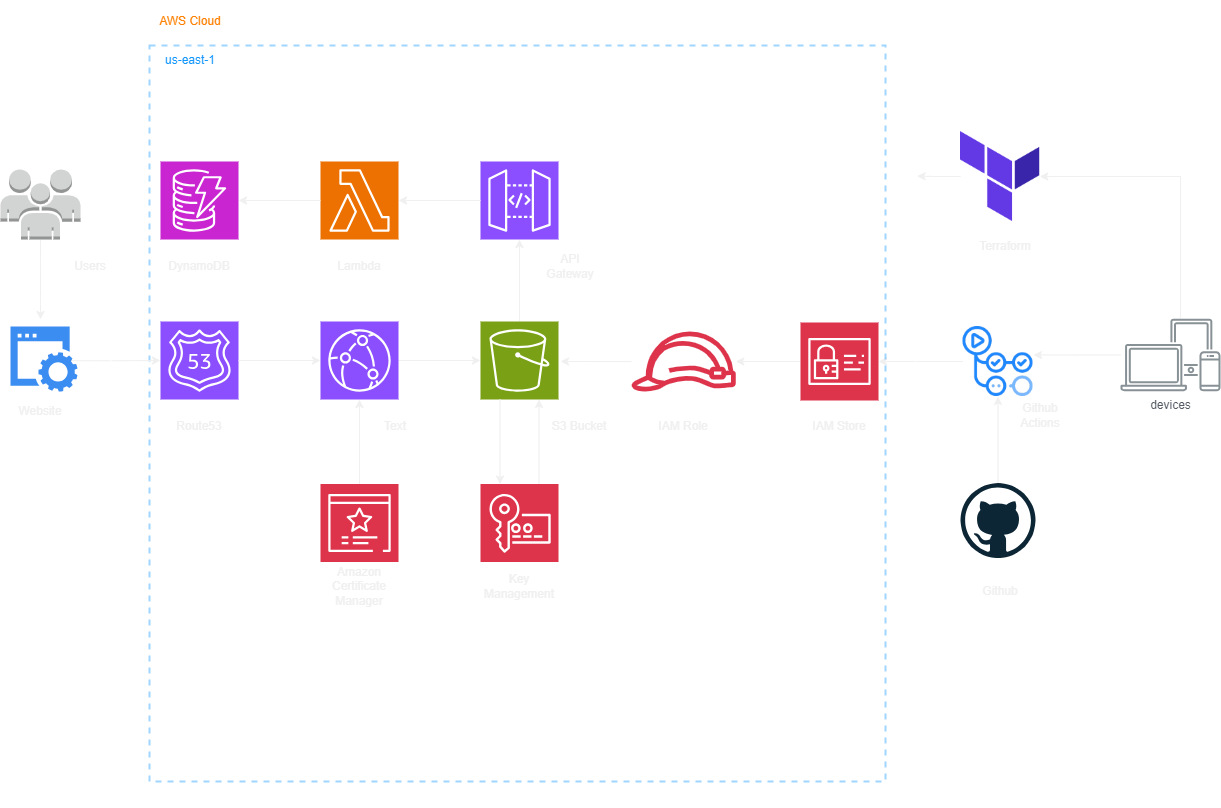 AWS Cloud
us-east-1
Users
DynamoDB
Lambda
</>
API
Gateway
Terraform
53
Website
Route53
Text
S3 Bucket
IAM Role
IAM Store
Github
Actions
devices
Amazon
Certificate
Manager
Key
Management
Github